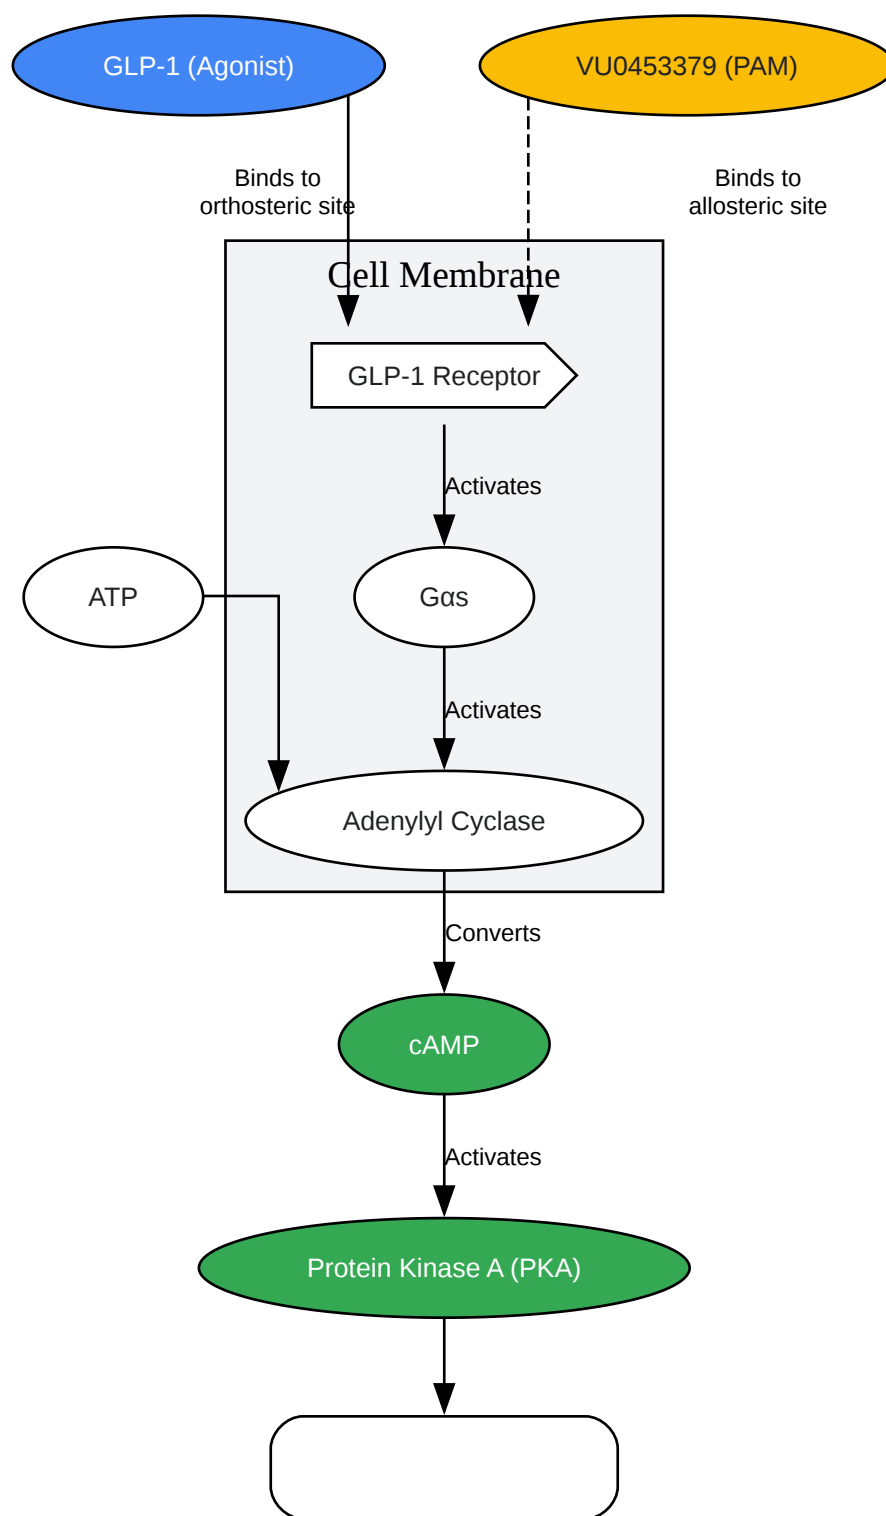 GLP-1 (Agonist)
VU0453379 (PAM)
Binds to
orthosteric site
Binds to
allosteric site
Cell Membrane
GLP-1 Receptor
Activates
ATP
Gαs
Activates
Adenylyl Cyclase
Converts
cAMP
Activates
Protein Kinase A (PKA)